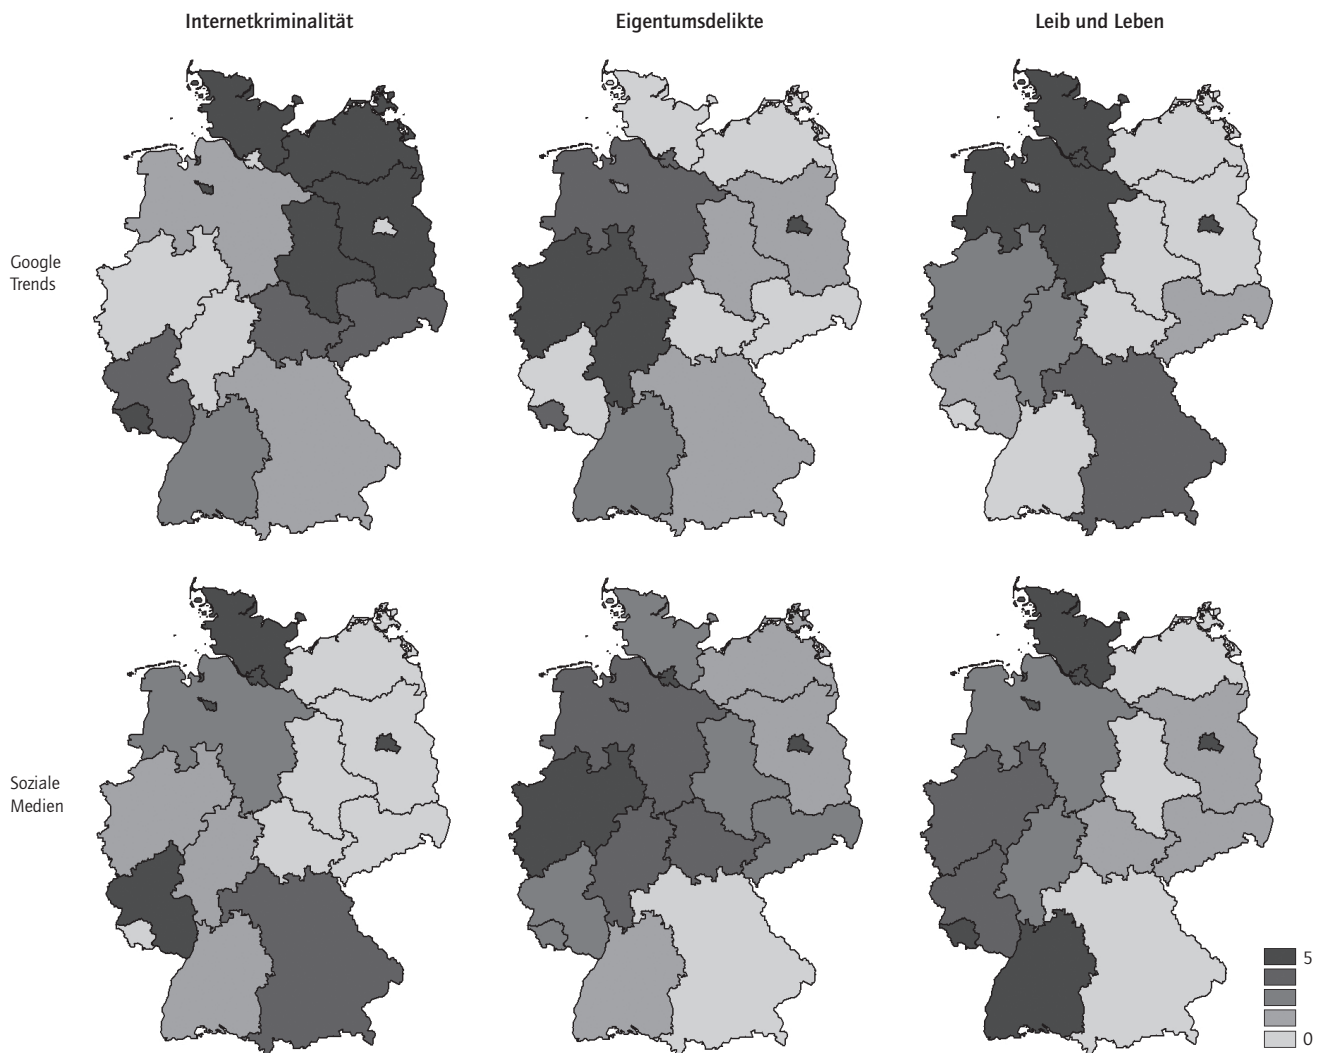 Internetkriminalität
Eigentumsdelikte
Leib und Leben
Google
Trends
Soziale
Medien
5
0